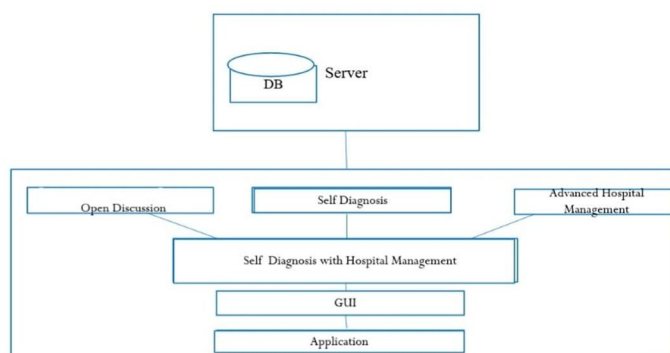 DB
Server
Open Discussion
Self Diagnosis
Advanced Hospital
Management
Self Diagnosis with Hospital Management
GUI
Application